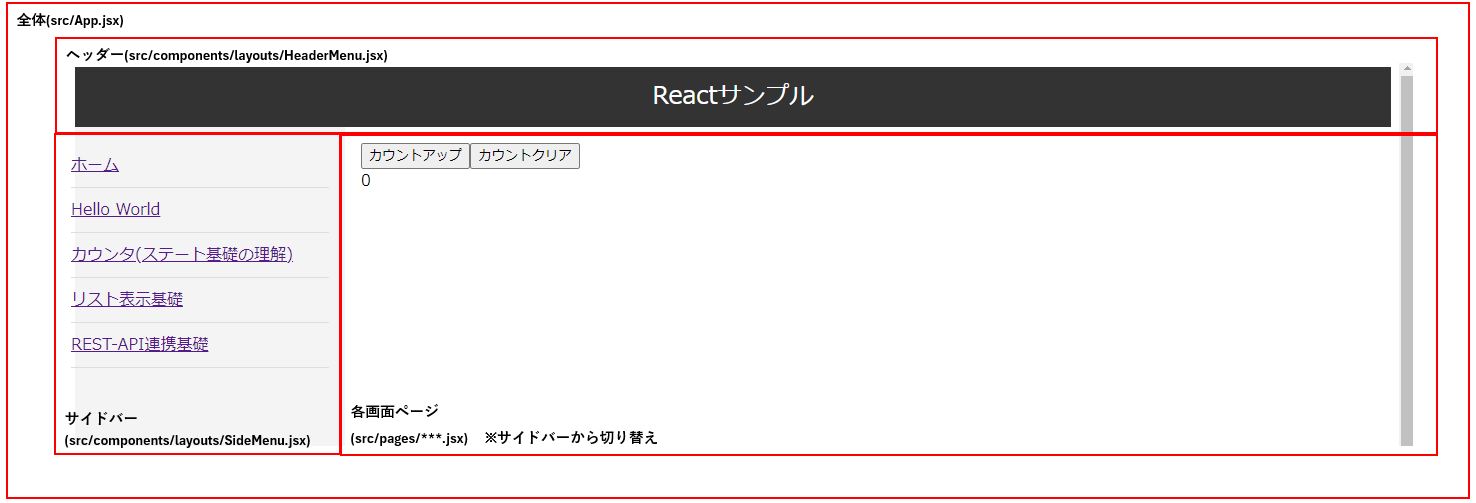 全体(src/App.jsx)
ヘッダー(src/components/layouts/HeaderMenu.jsx)
Reactサンプル
ホーム
Hello World
カウンタ(ステート基礎の理解)
リスト表示基礎
REST-API連携基礎
サイドバー
(src/components/layouts/SideMenu.jsx)
カウントアップ カウントクリア
0
各画面ページ
(src/pages/***.jsx) ※サイドバーから切り替え